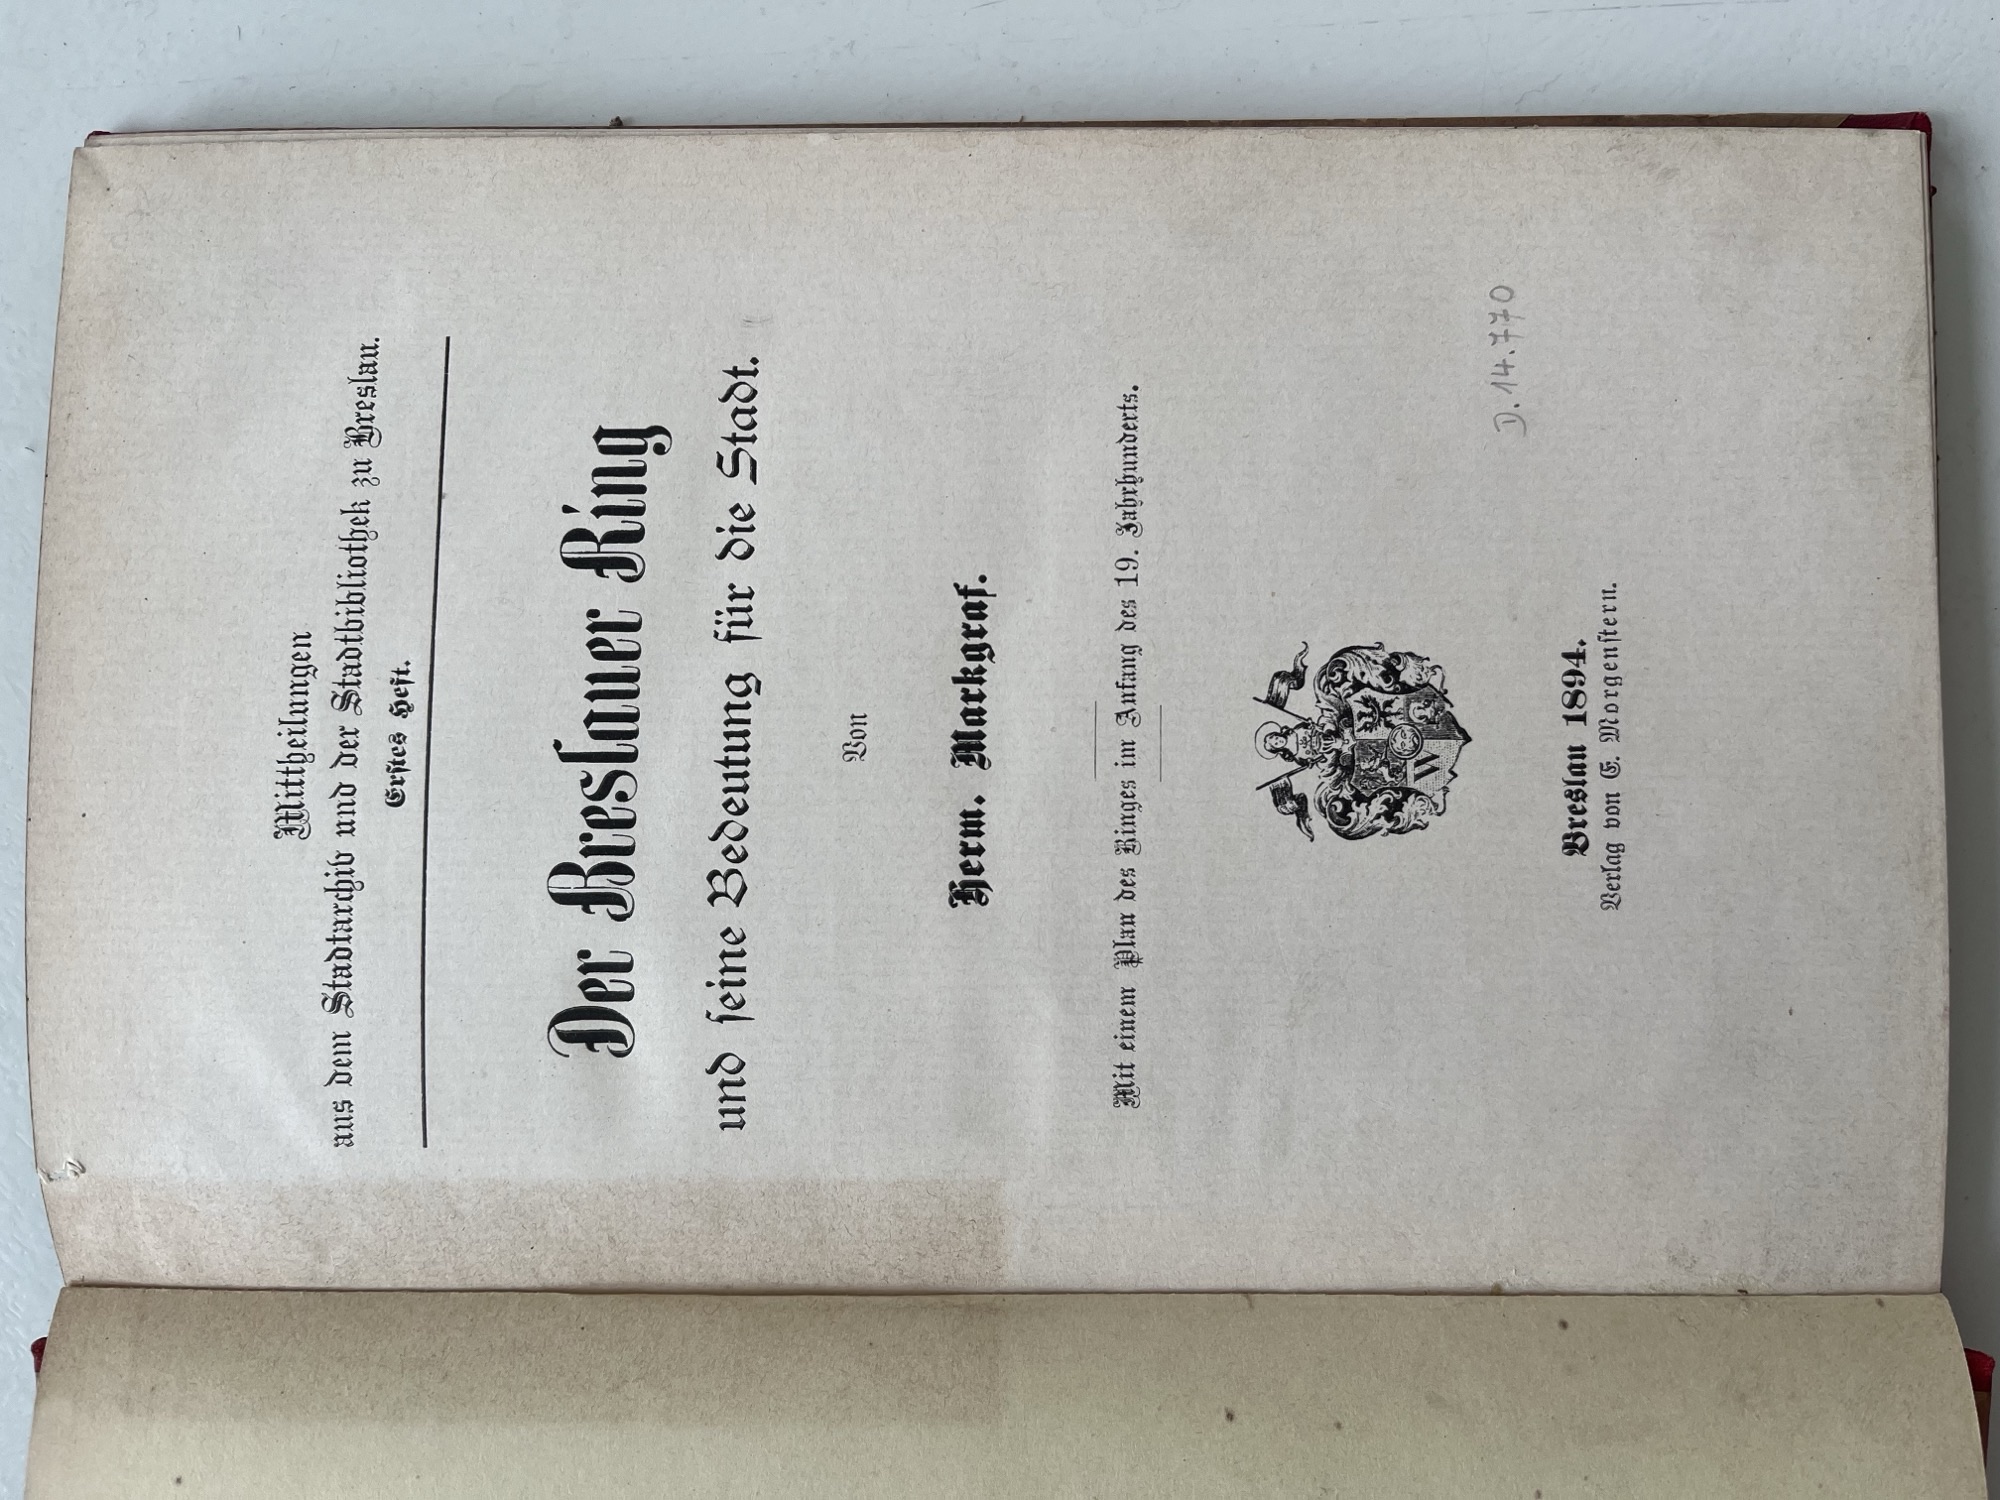 Mittheilungen
aus dem Stadtarchiv und der Stadtbibliothek zu Breslau.
Erstes Heft.
Der Breslauer Ring
und seine Bedeutung für die Stadt.
Von
Herm. Markgraf.
Mit einem Plan des Ringes im Anfang des 19. Jahrhunderts.
W
D. 14.770
Breslau 1894.
Verlag von E. Morgenstern.